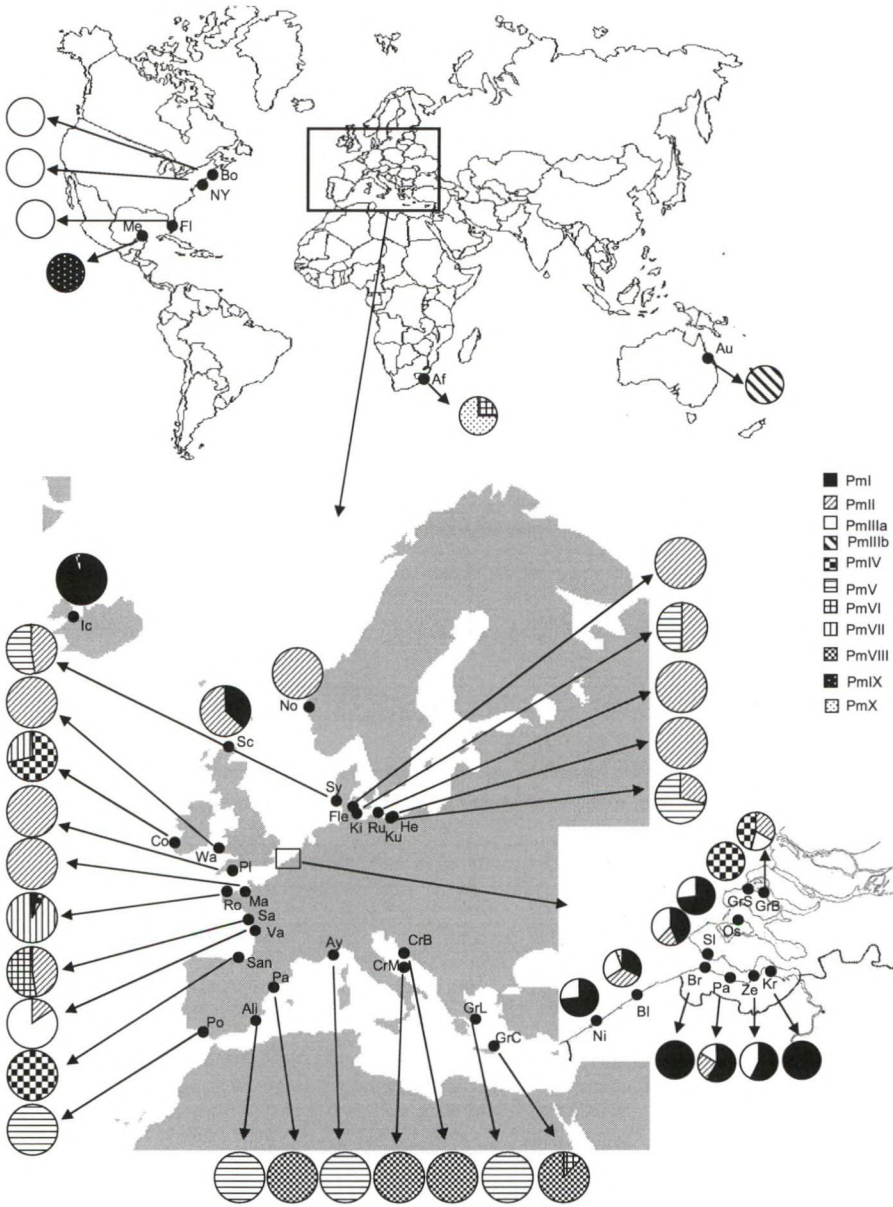 Bo
NY
Me
Fl
Au
Af
PmI
PmII
PmIIIa
PmIIIb
PmIV
PmV
PmVI
PmVII
PmVIII
PmIX
PmX
Ic
No
Sc
Sy
Fle
Ki
Ru
He
Ku
Co
Wa
Pl
Ro
Ma
Sa
Va
San
Ay
CrB
CrM
Pa
Ali
Po
GrL
GrC
GrS
GrB
Os
Sl
Br
Pa
Ze
Kr
Bl
Ni